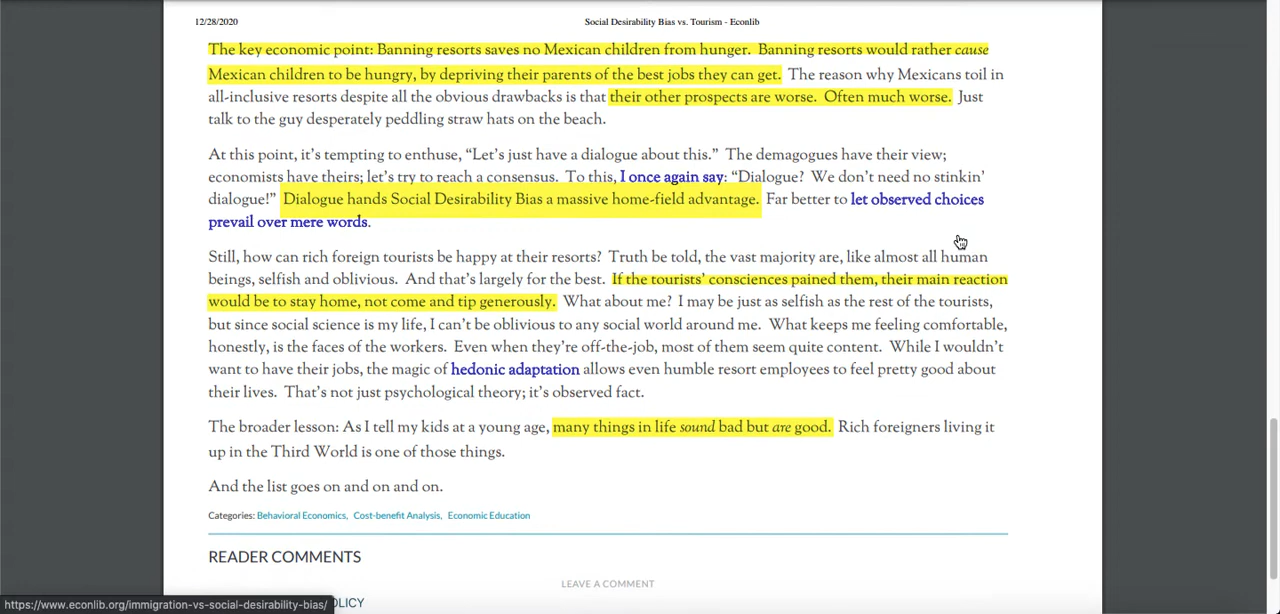 12/28/2020 Social Desirability Bias vs. Tourism - Econlib
The key economic point: Banning resorts saves no Mexican children from hunger.  Banning resorts would rather cause
Mexican children to be hungry, by depriving their parents of the best jobs they can get.  The reason why Mexicans toil in
all-inclusive resorts despite all the obvious drawbacks is that their other prospects are worse.  Often much worse.  Just
talk to the guy desperately peddling straw hats on the beach.
At this point, it's tempting to enthuse, “Let's just have a dialogue about this.”  The demagogues have their view;
economists have theirs; let's try to reach a consensus.  To this, I once again say: “Dialogue?  We don't need no stinkin'
dialogue!”  Dialogue hands Social Desirability Bias a massive home-field advantage.  Far better to let observed choices
prevail over mere words.
Still, how can rich foreign tourists be happy at their resorts?  Truth be told, the vast majority are, like almost all human
beings, selfish and oblivious.  And that's largely for the best.  If the tourists' consciences pained them, their main reaction
would be to stay home, not come and tip generously.  What about me?  I may be just as selfish as the rest of the tourists,
but since social science is my life, I can't be oblivious to any social world around me.  What keeps me feeling comfortable,
honestly, is the faces of the workers.  Even when they're off-the-job, most of them seem quite content.  While I wouldn't
want to have their jobs, the magic of hedonic adaptation allows even humble resort employees to feel pretty good about
their lives.  That's not just psychological theory; it's observed fact.
The broader lesson: As I tell my kids at a young age, many things in life sound bad but are good.  Rich foreigners living it
up in the Third World is one of those things.
And the list goes on and on and on.
Categories: Behavioral Economics, Cost-benefit Analysis, Economic Education
READER COMMENTS
LEAVE A COMMENT
https://www.econlib.org/immigration-vs-social-desirability-bias/ OLICY